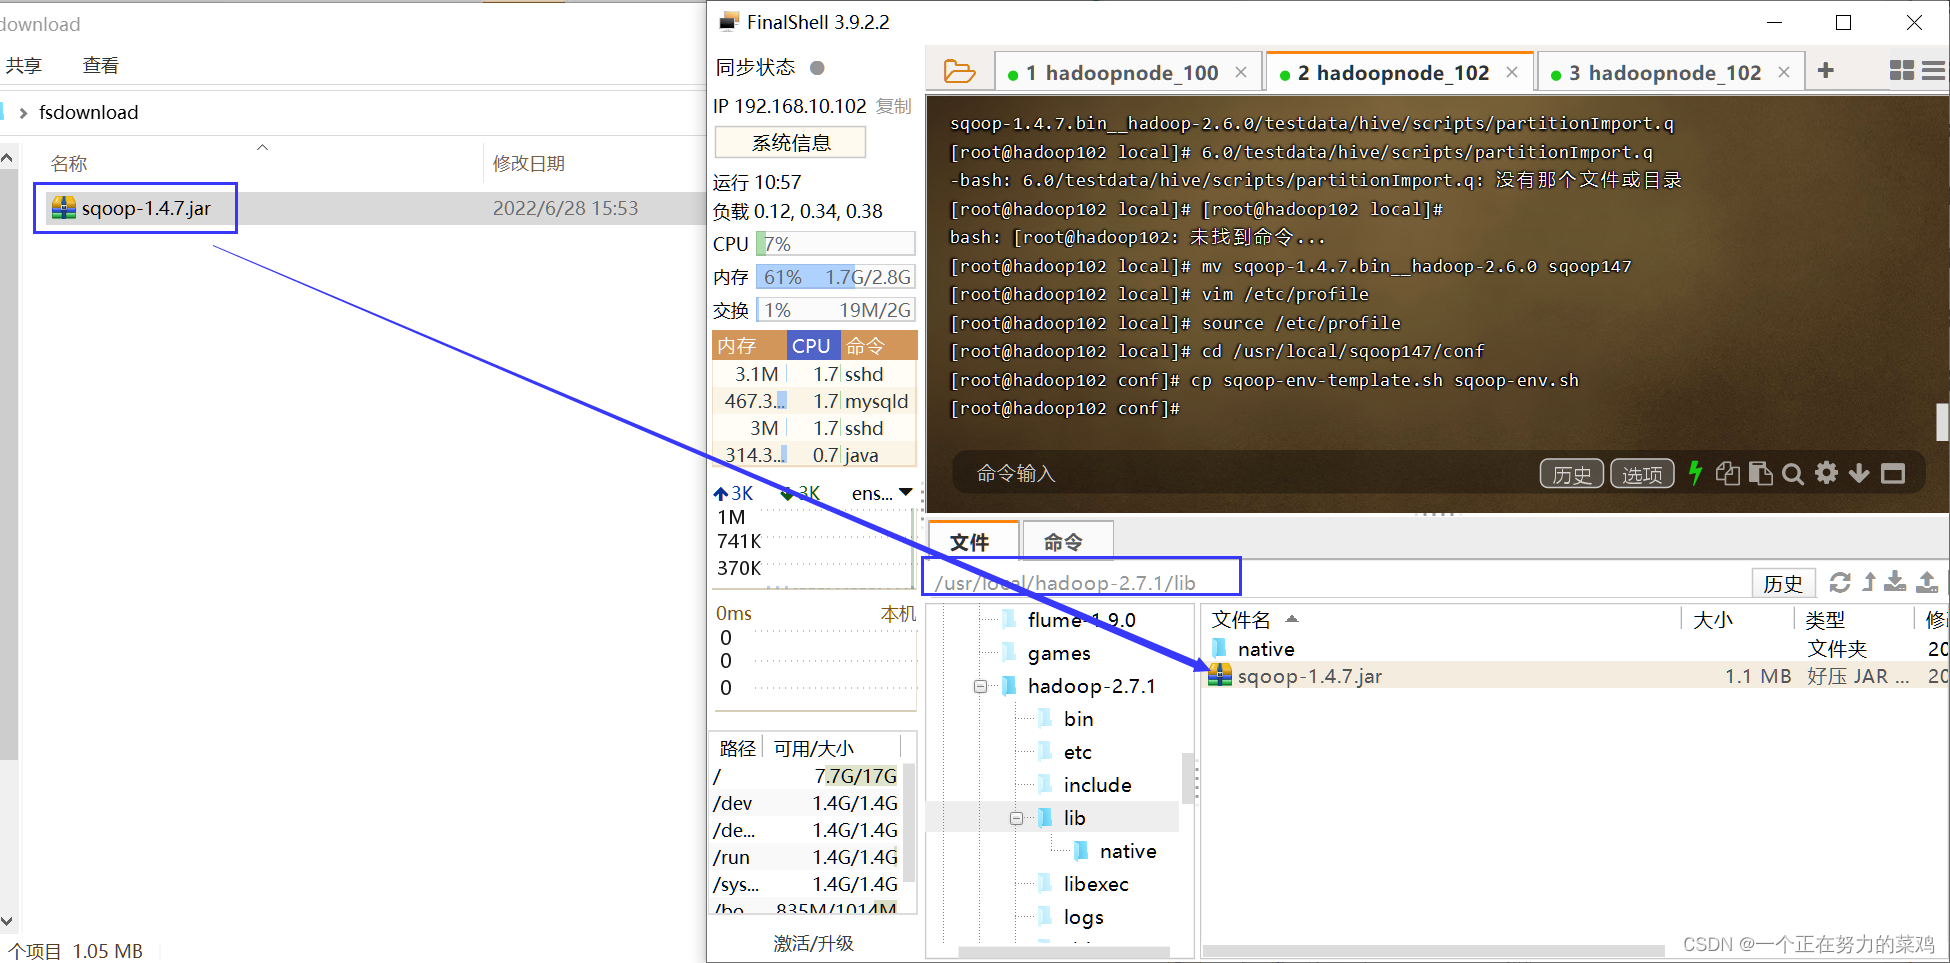 download
共享 查看
fsdownload
名称 修改日期
sqoop-1.4.7.jar 2022/6/28 15:53
个项目 1.05 MB
FinalShell 3.9.2.2
同步状态
IP 192.168.10.102 复制
系统信息
运行 10:57
负载 0.12, 0.34, 0.38
CPU 7%
内存 61% 1.7G/2.8G
交换 1% 19M/2G
内存 CPU 命令
3.1M 1.7 sshd
467.3... 1.7 mysqld
3M 1.7 sshd
314.3... 0.7 java
3K 3K ens...
1M
741K
370K
0ms 本机
0
0
0
路径 可用/大小
/ 7.7G/17G
/dev 1.4G/1.4G
/de... 1.4G/1.4G
/run 1.4G/1.4G
/sys... 1.4G/1.4G
/bo 835M/1014M
激活/升级
1 hadoopnode_100 2 hadoopnode_102 3 hadoopnode_102
sqoop-1.4.7.bin__hadoop-2.6.0/testdata/hive/scripts/partitionImport.q
[root@hadoop102 local]# 6.0/testdata/hive/scripts/partitionImport.q
-bash: 6.0/testdata/hive/scripts/partitionImport.q: 没有那个文件或目录
[root@hadoop102 local]# [root@hadoop102 local]#
bash: [root@hadoop102: 未找到命令...
[root@hadoop102 local]# mv sqoop-1.4.7.bin__hadoop-2.6.0 sqoop147
[root@hadoop102 local]# vim /etc/profile
[root@hadoop102 local]# source /etc/profile
[root@hadoop102 local]# cd /usr/local/sqoop147/conf
[root@hadoop102 conf]# cp sqoop-env-template.sh sqoop-env.sh
[root@hadoop102 conf]#
命令输入 历史 选项
文件 命令
/usr/local/hadoop-2.7.1/lib 历史
flume-1.9.0
games
hadoop-2.7.1
bin
etc
include
lib
native
libexec
logs
文件名 大小 类型 修
native 文件夹 20
sqoop-1.4.7.jar 1.1 MB 好压 JAR ... 20
CSDN @一个正在努力的菜鸡